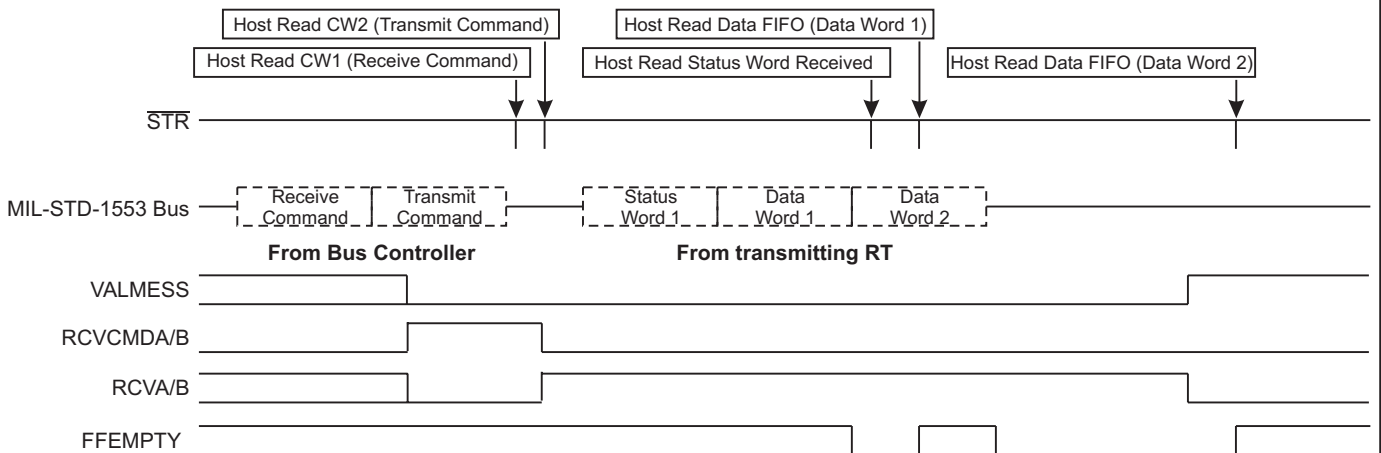 Host Read CW2 (Transmit Command)
Host Read Data FIFO (Data Word 1)
Host Read CW1 (Receive Command)
Host Read Status Word Received
Host Read Data FIFO (Data Word 2)
STR
MIL-STD-1553 Bus
Receive
Command
Transmit
Command
Status
Word 1
Data
Word 1
Data
Word 2
From Bus Controller
From transmitting RT
VALMESS
RCVCMDA/B
RCVA/B
FFEMPTY